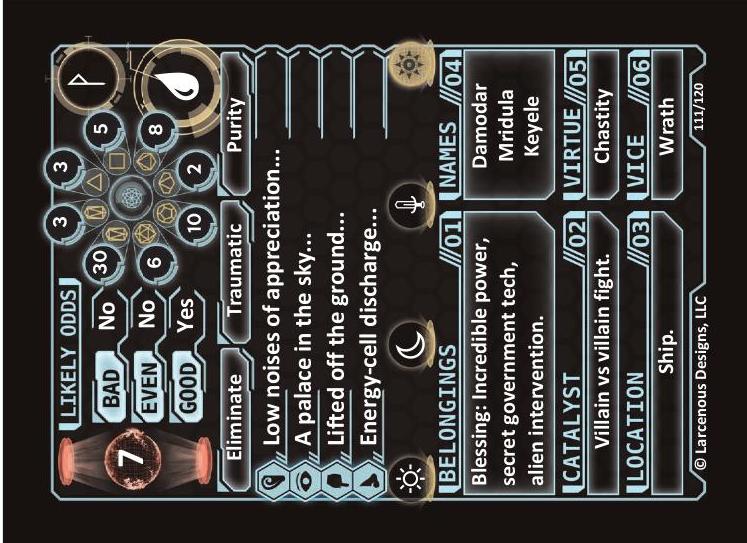 LIKELY ODDS
3 3
BAD No
30 5
ᚹ
7
EVEN No
6 8
GOOD Yes
10 2
Eliminate Traumatic Purity
Low noises of appreciation...
A palace in the sky...
Lifted off the ground...
Energy-cell discharge...
BELONGINGS ///01
Blessing: Incredible power,
secret government tech,
alien intervention.
NAMES ///04
Damodar
Mridula
Keyele
CATALYST ///02
Villain vs villain fight.
VIRTUE ///05
Chastity
LOCATION ///03
Ship.
VICE ///06
Wrath
© Larcenous Designs, LLC
111/120